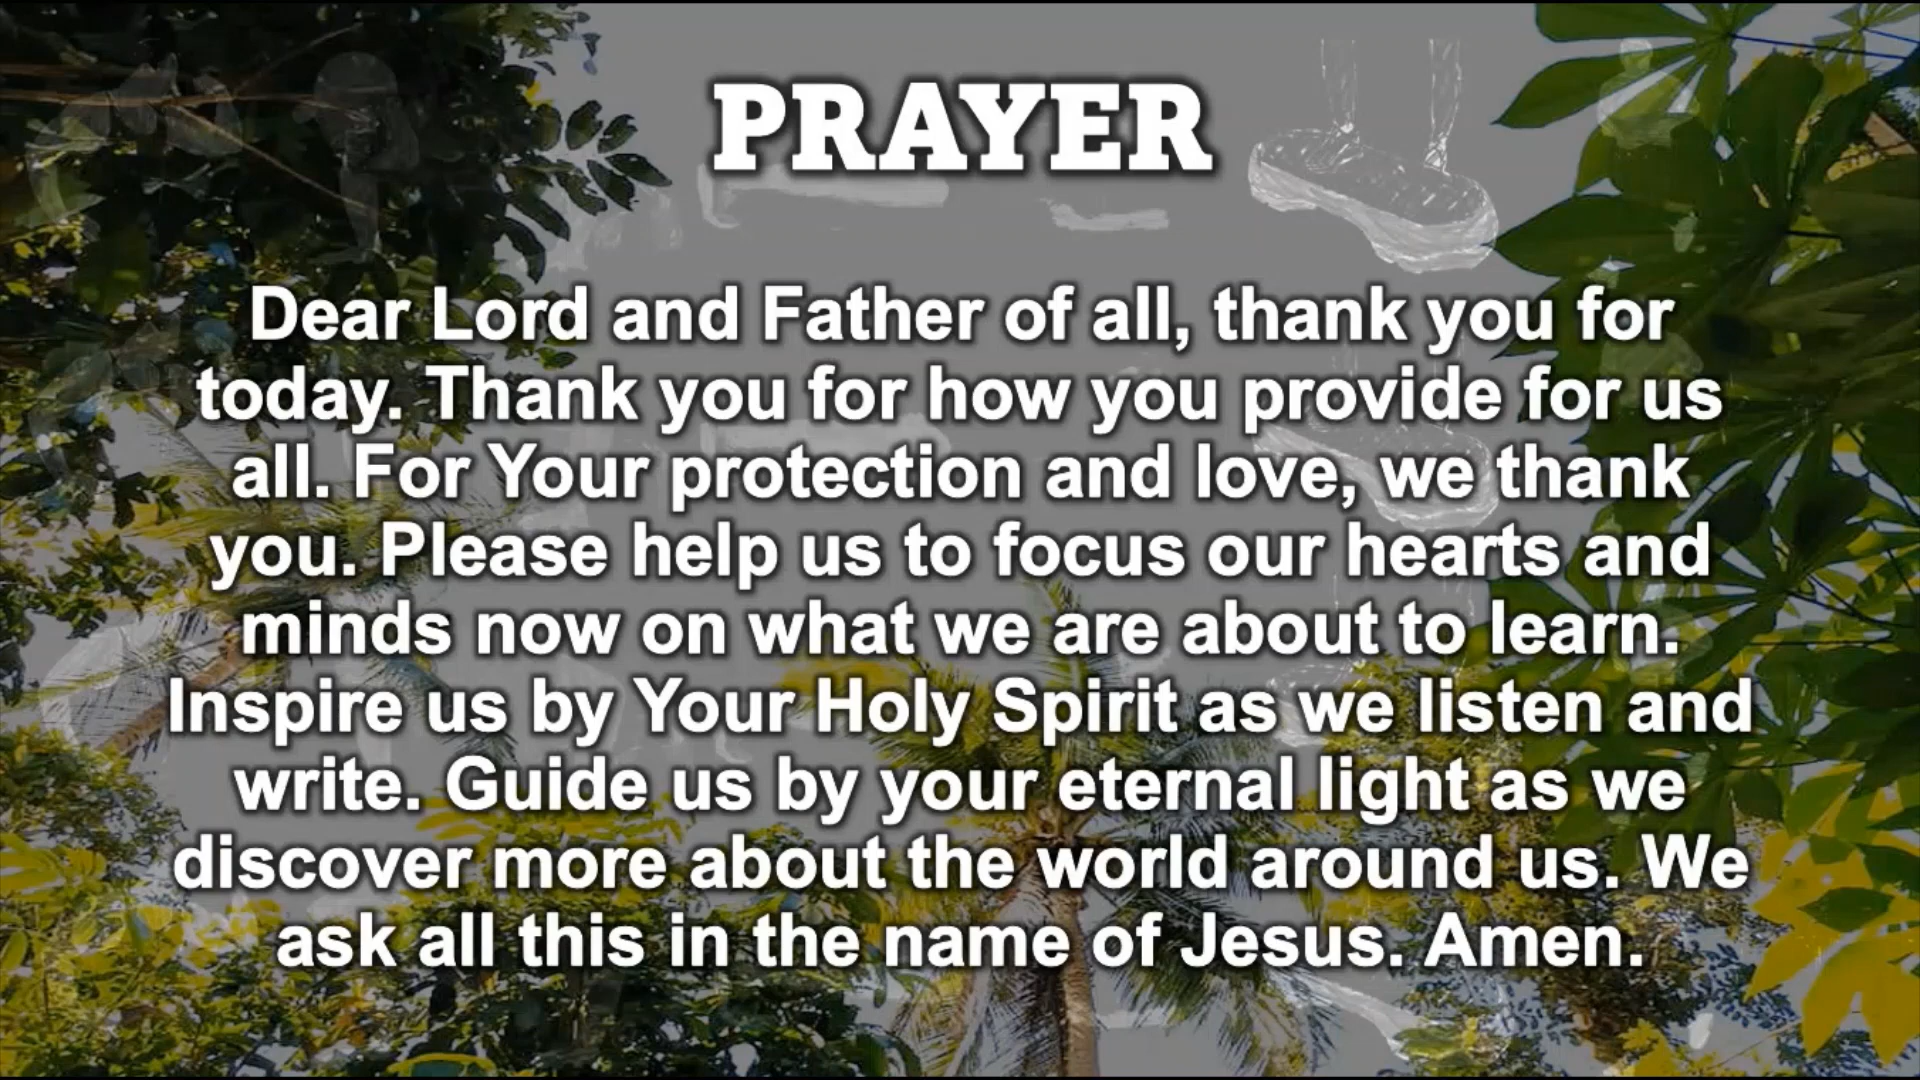 PRAYER
Dear Lord and Father of all, thank you for
today. Thank you for how you provide for us
all. For Your protection and love, we thank
you. Please help us to focus our hearts and
minds now on what we are about to learn.
Inspire us by Your Holy Spirit as we listen and
write. Guide us by your eternal light as we
discover more about the world around us. We
ask all this in the name of Jesus. Amen.